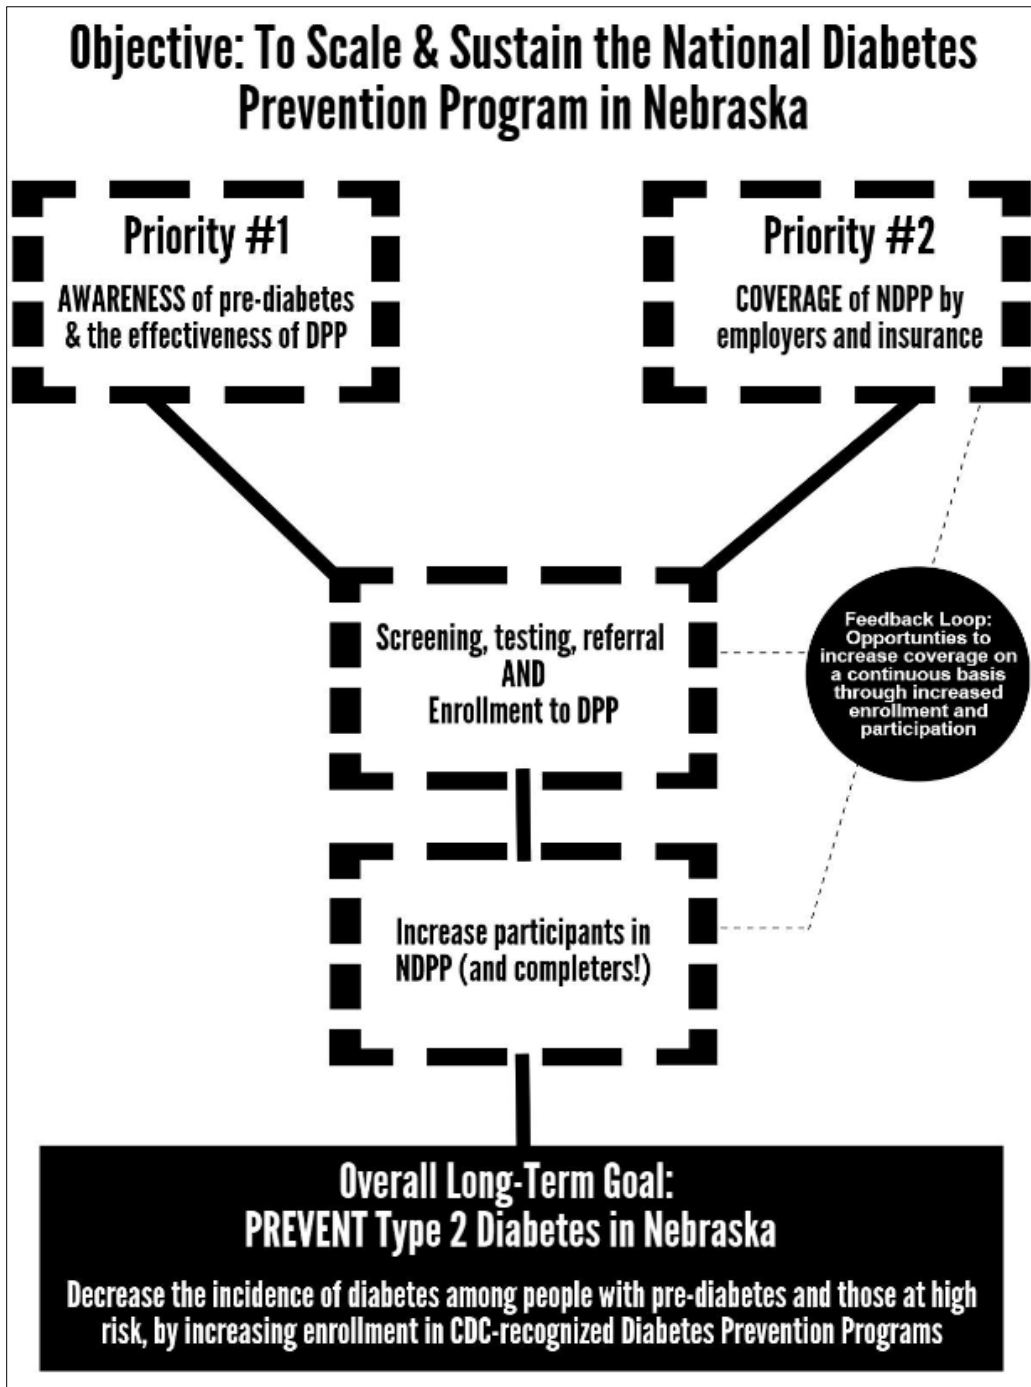 Objective: To Scale & Sustain the National Diabetes
Prevention Program in Nebraska
Priority #1
AWARENESS of pre-diabetes
& the effectiveness of DPP
Priority #2
COVERAGE of NDPP by
employers and insurance
Screening, testing, referral
AND
Enrollment to DPP
Feedback Loop:
Opportunties to
increase coverage on
a continuous basis
through increased
enrollment and
participation
Increase participants in
NDPP (and completers!)
Overall Long-Term Goal:
PREVENT Type 2 Diabetes in Nebraska
Decrease the incidence of diabetes among people with pre-diabetes and those at high
risk, by increasing enrollment in CDC-recognized Diabetes Prevention Programs